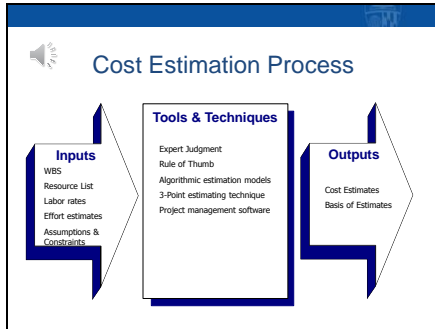 Cost Estimation Process
Inputs
WBS
Resource List
Labor rates
Effort estimates
Assumptions &
Constraints
Tools & Techniques
Expert Judgment
Rule of Thumb
Algorithmic estimation models
3-Point estimating technique
Project management software
Outputs
Cost Estimates
Basis of Estimates